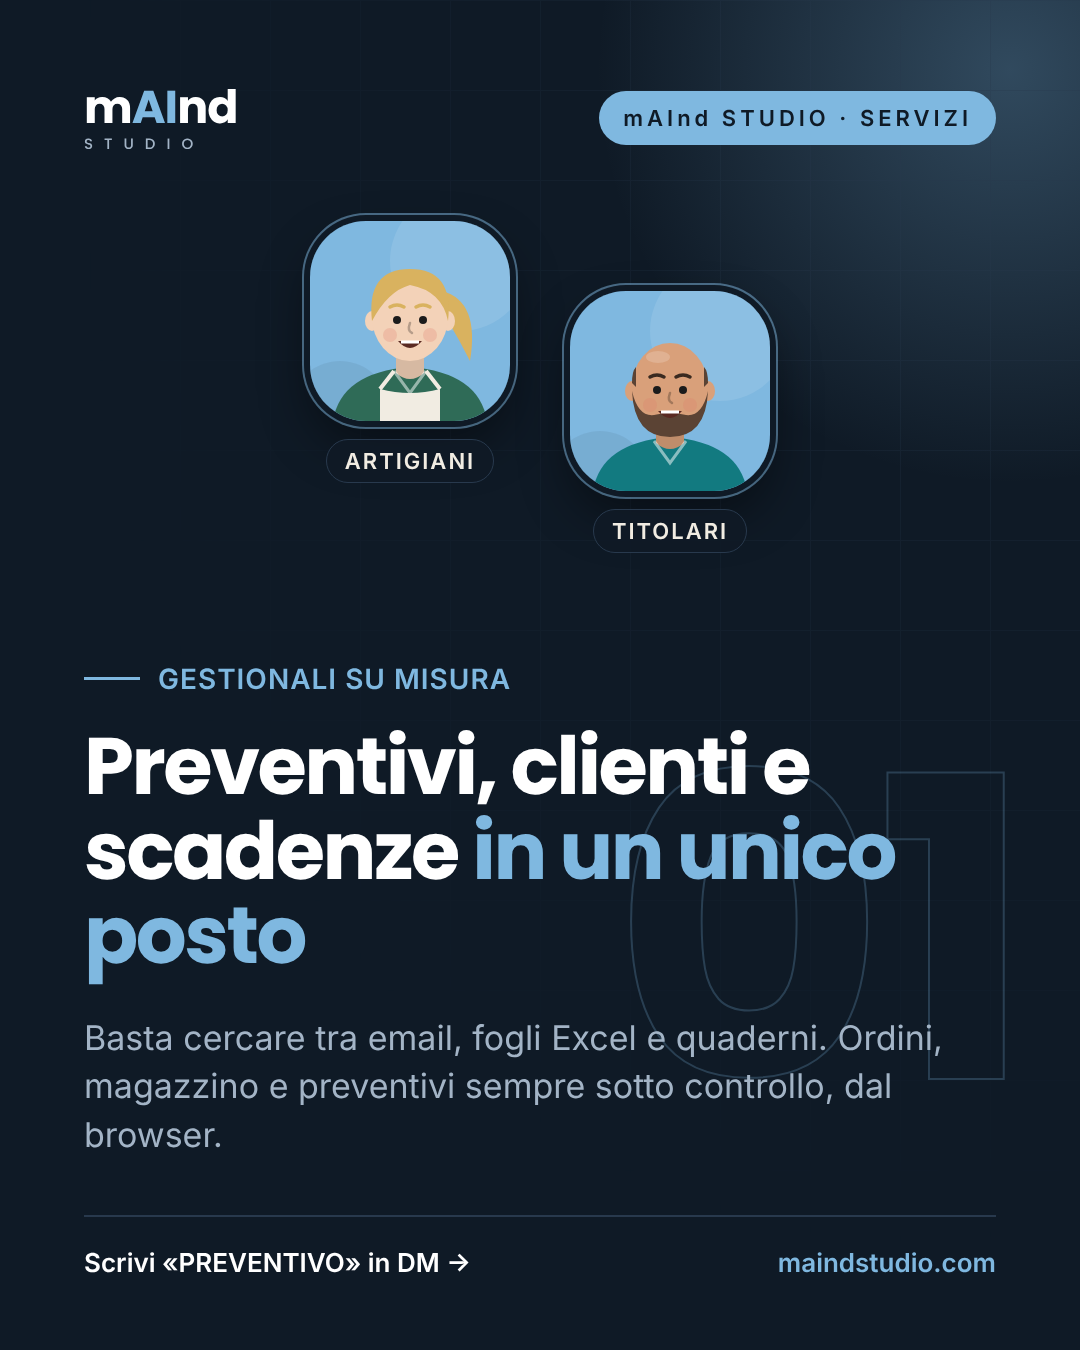 mAInd
STUDIO
mAInd STUDIO · SERVIZI
ARTIGIANI
TITOLARI
GESTIONALI SU MISURA
01
Preventivi, clienti e
scadenze in un unico
posto
Basta cercare tra email, fogli Excel e quaderni. Ordini,
magazzino e preventivi sempre sotto controllo, dal
browser.
Scrivi «PREVENTIVO» in DM →
maindstudio.com